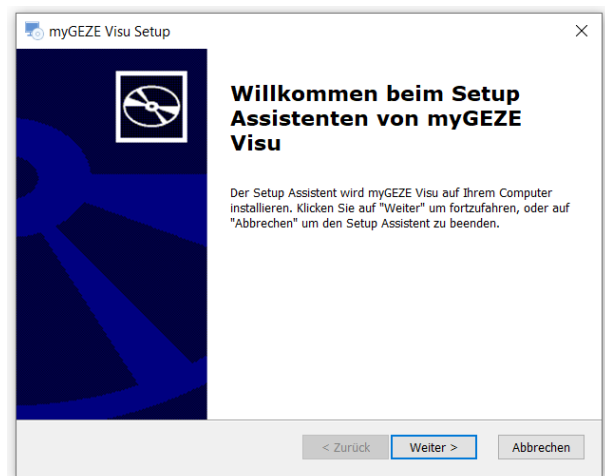 myGEZE Visu Setup
Willkommen beim Setup
Assistenten von myGEZE
Visu
Der Setup Assistent wird myGEZE Visu auf Ihrem Computer
installieren. Klicken Sie auf "Weiter" um fortzufahren, oder auf
"Abbrechen" um den Setup Assistent zu beenden.
< Zurück Weiter > Abbrechen